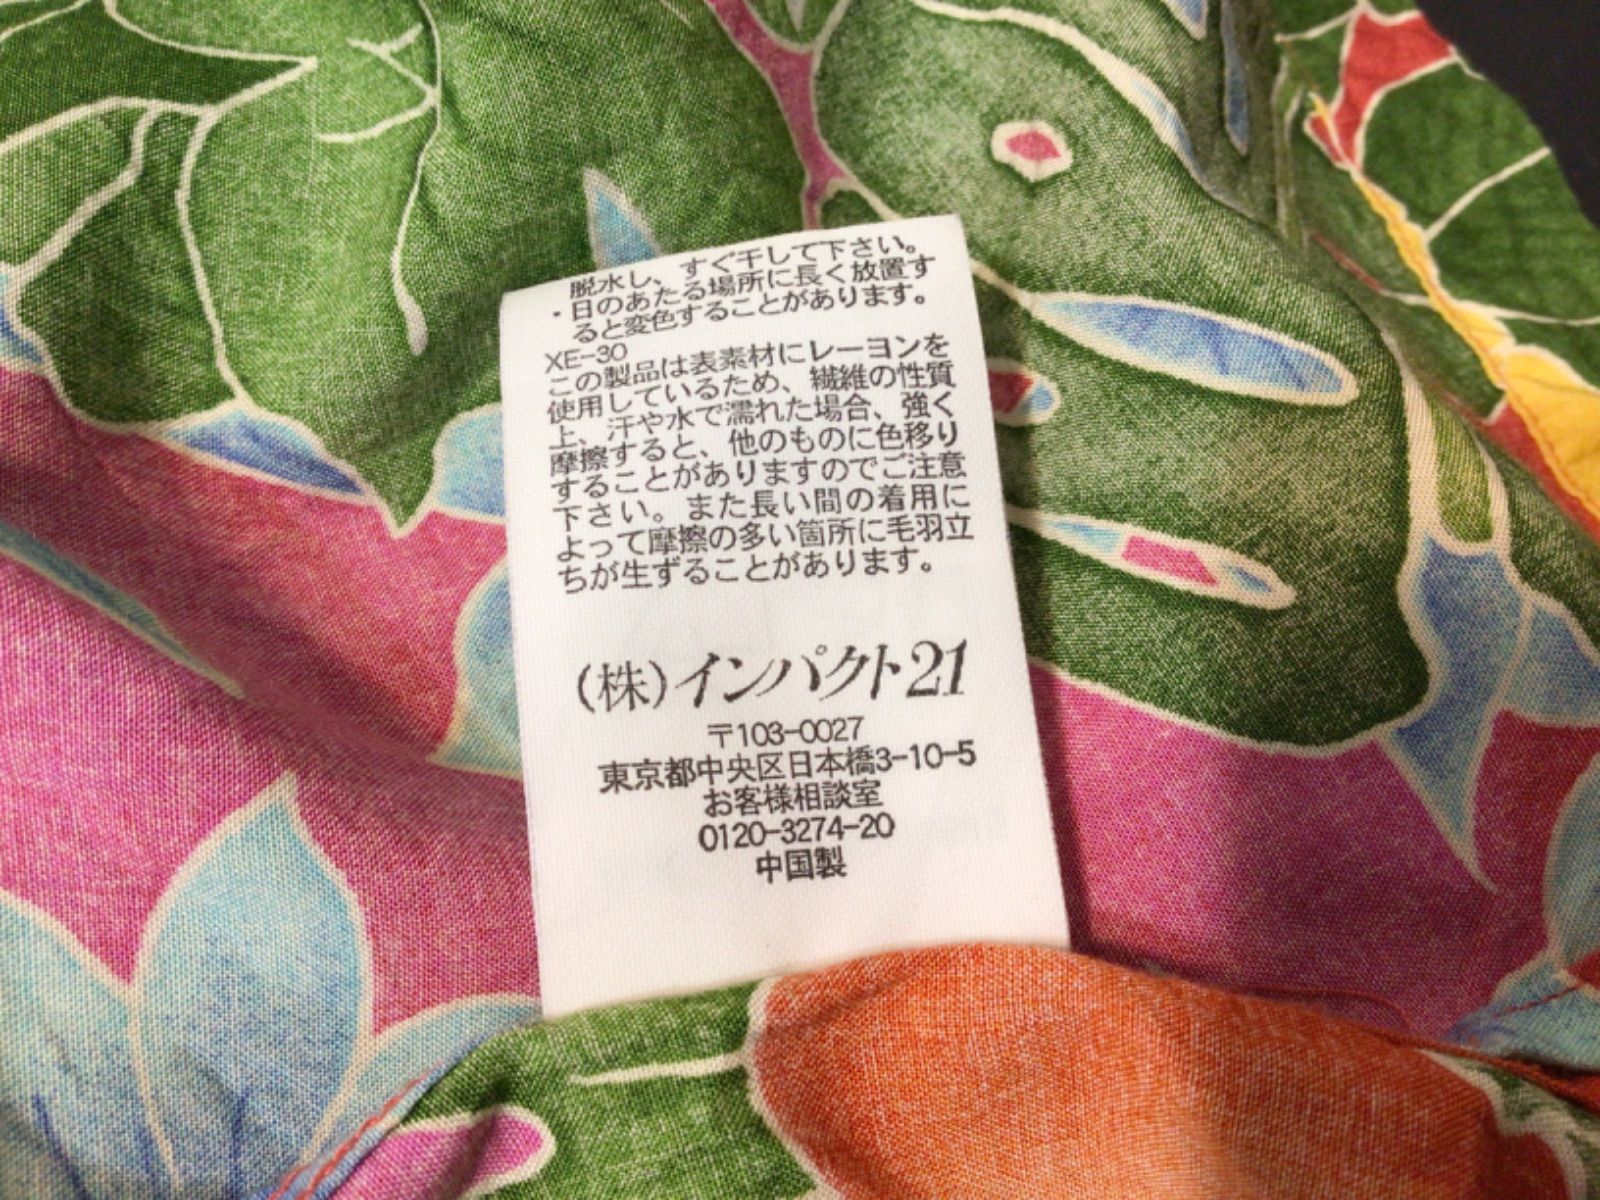 脱水し、すぐ干して下さい。
・日のあたる場所に長く放置す
ると変色することがあります。
XE-30
この製品は表素材にレーヨンを
使用しているため、繊維の性質
上、汗や水で濡れた場合、強く
摩擦すると、他のものに色移り
することがありますのでご注意
下さい。また長い間の着用に
よって摩擦の多い箇所に毛羽立
ちが生ずることがあります。
(株)インパクト21
〒103-0027
東京都中央区日本橋3-10-5
お客様相談室
0120-3274-20
中国製